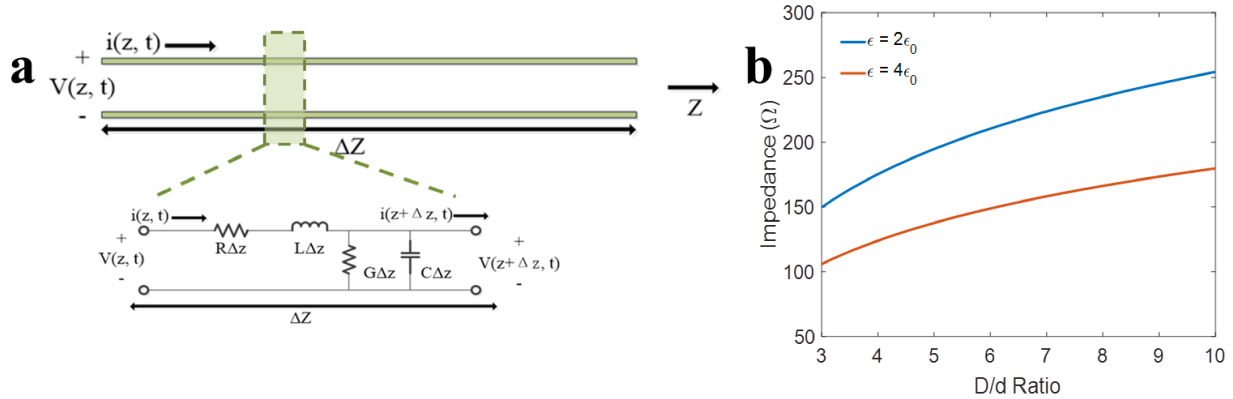 a
i(z, t)
+
V(z, t)
-
ΔZ
Z
i(z, t)
i(z+ Δ z, t)
+
V(z, t)
-
RΔz
LΔz
GΔz
CΔz
+
V(z+ Δ z, t)
-
ΔZ
b
300
250
200
150
100
50
Impedance (Ω)
ϵ = 2ϵ0
ϵ = 4ϵ0
3 4 5 6 7 8 9 10
D/d Ratio